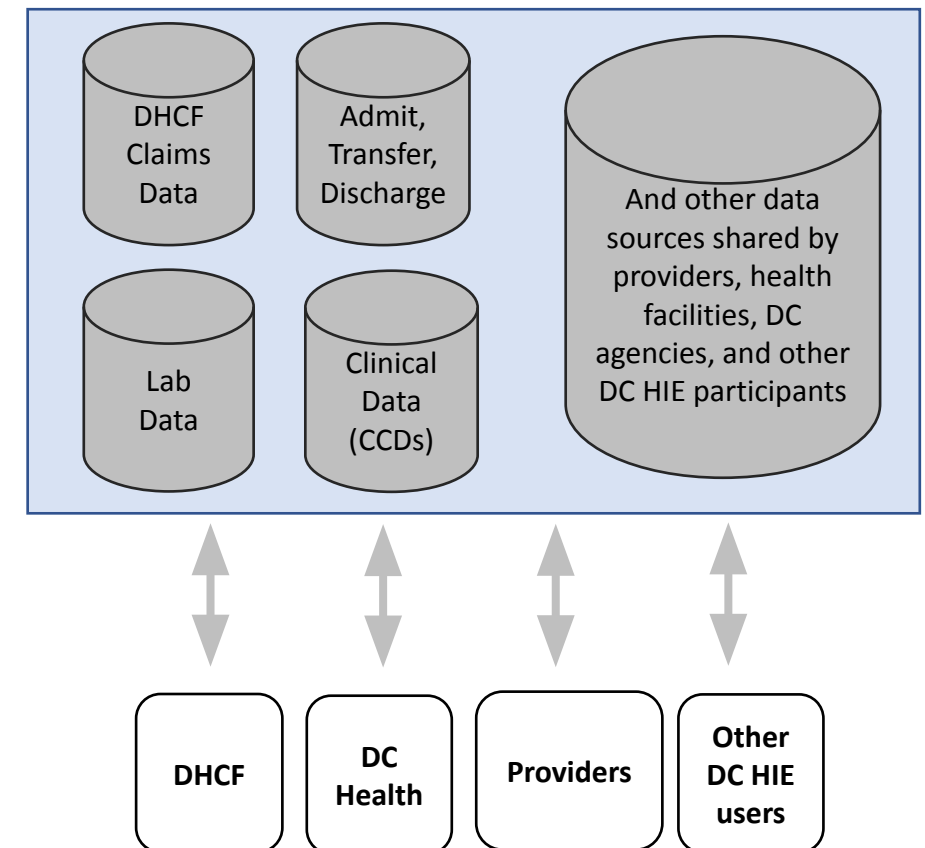 DHCF
Claims
Data
Admit,
Transfer,
Discharge
And other data
sources shared by
providers, health
facilities, DC
agencies, and other
DC HIE participants
Lab
Data
Clinical
Data
(CCDs)
DHCF
DC
Health
Providers
Other
DC HIE
users